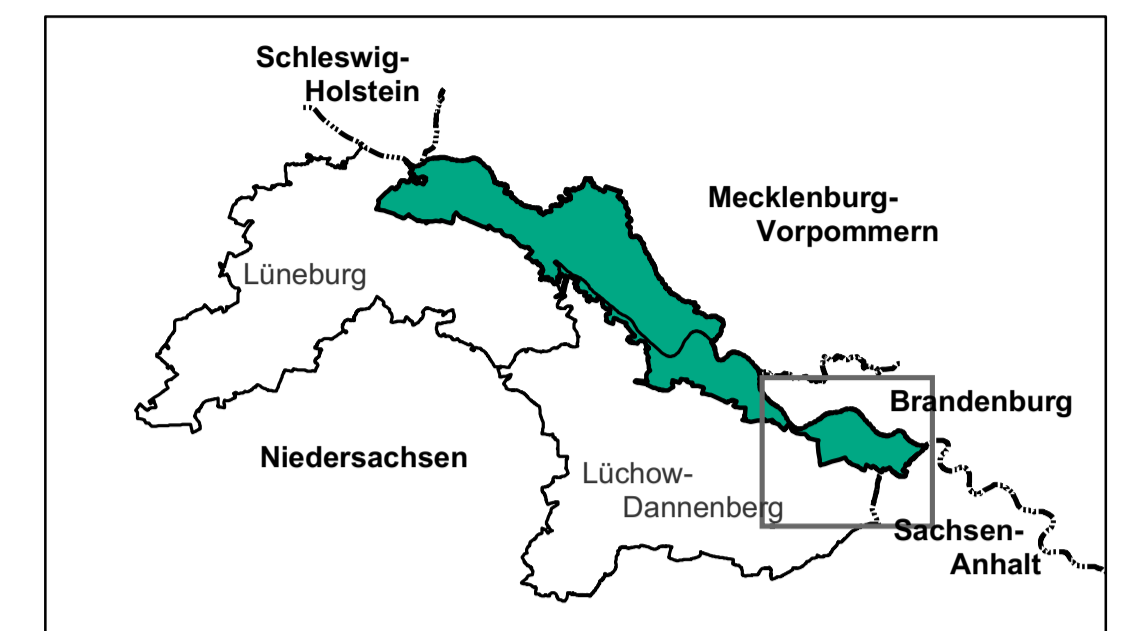 Schleswig-
Holstein
Mecklenburg-
Vorpommern
Lüneburg
Brandenburg
Niedersachsen
Lüchow-
Dannenberg
Sachsen-
Anhalt